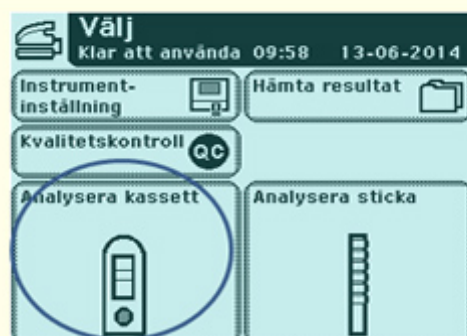 Välj
Klar att använda 09:58 13-06-2014
Instrument-
inställning
Hämta resultat
Kvalitetskontroll
QC
Analysera kassett
Analysera sticka